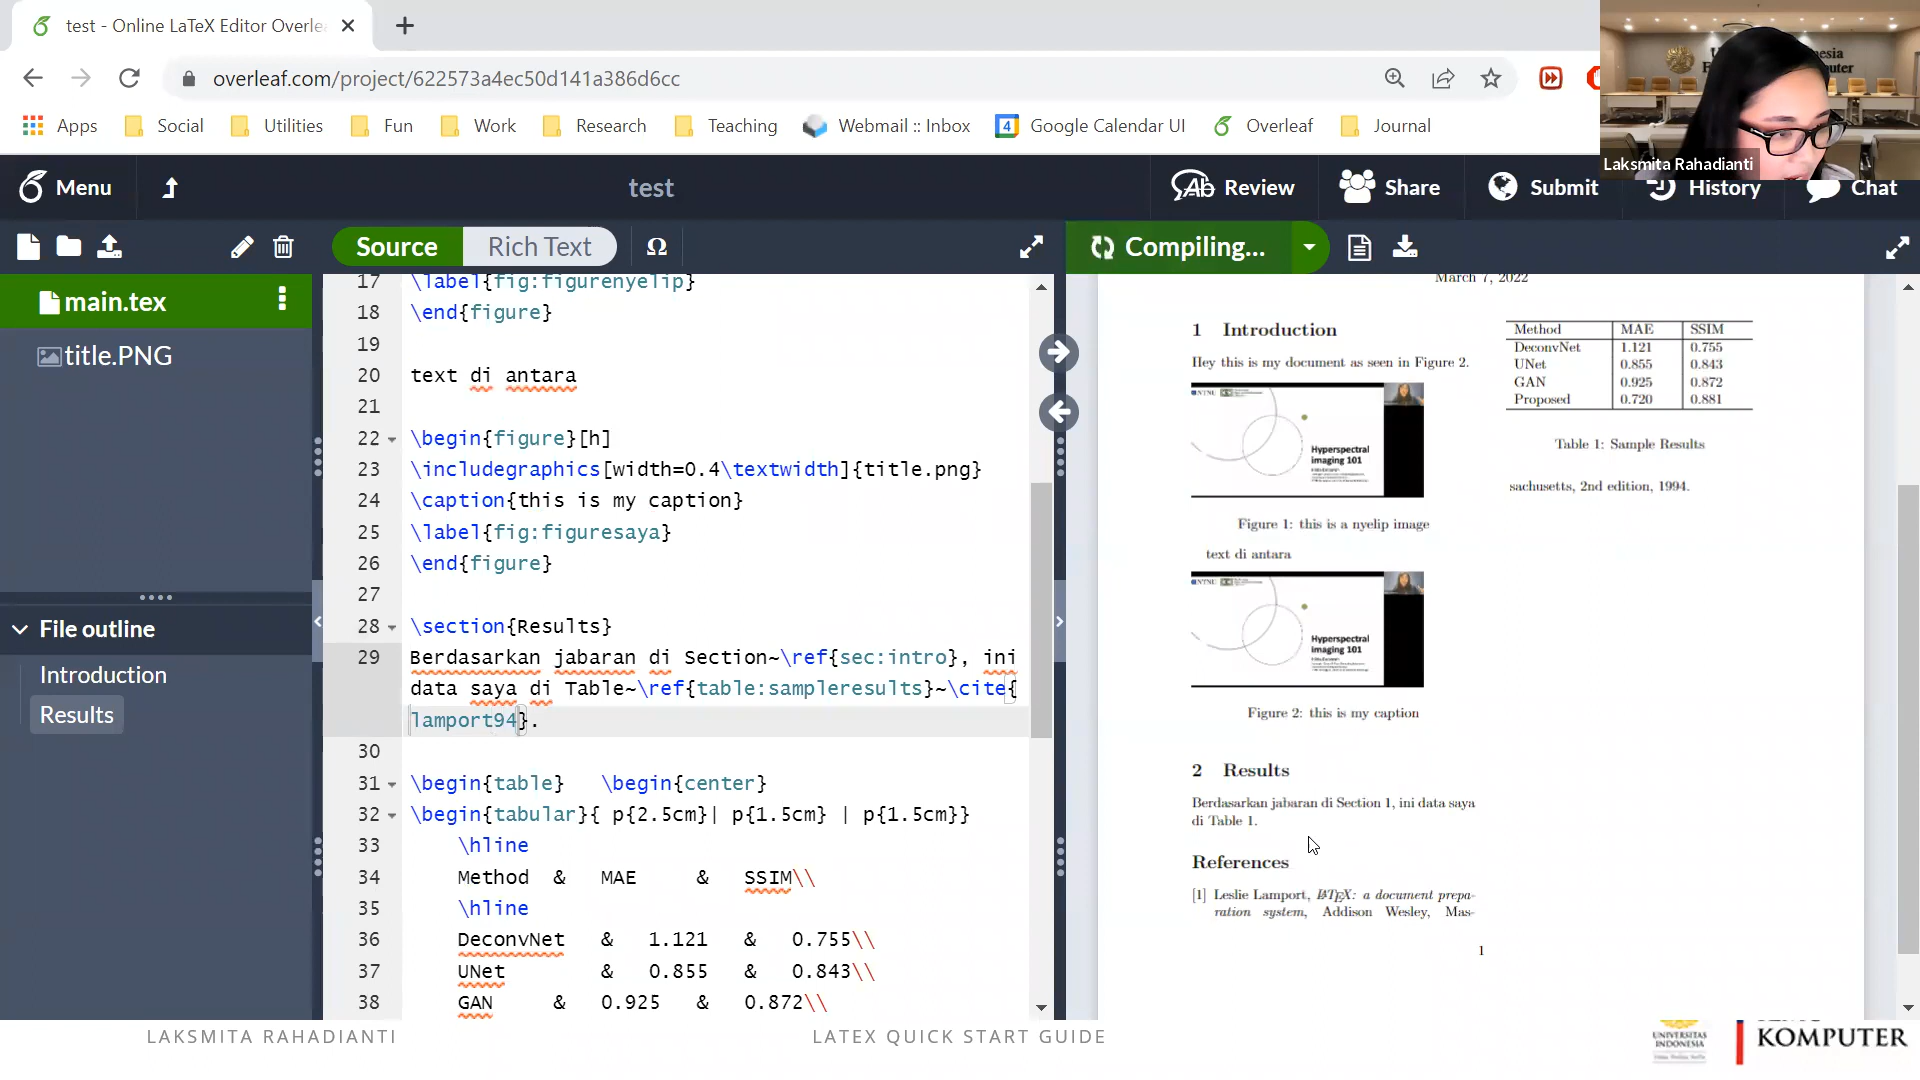 test - Online LaTeX Editor Overle
overleaf.com/project/622573a4ec50d141a386d6cc
Apps Social Utilities Fun Work Research Teaching Webmail :: Inbox 4 Google Calendar UI Overleaf Journal
Laksmita Rahadianti
Menu test Ab Review Share Submit History Chat
Source Rich Text Ω Compiling...
main.tex
title.PNG
File outline
Introduction
Results
17 \label{fig:figurenyelip}
18 \end{figure}
19
20 text di antara
21
22 \begin{figure}[h]
23 \includegraphics[width=0.4\textwidth]{title.png}
24 \caption{this is my caption}
25 \label{fig:figuresaya}
26 \end{figure}
27
28 \section{Results}
29 Berdasarkan jabaran di Section~\ref{sec:intro}, ini
data saya di Table~\ref{table:sampleresults}~\cite{
lamport94}.
30
31 \begin{table} \begin{center}
32 \begin{tabular}{ p{2.5cm}| p{1.5cm} | p{1.5cm}}
33 \hline
34 Method & MAE & SSIM\\
35 \hline
36 DeconvNet & 1.121 & 0.755\\
37 UNet & 0.855 & 0.843\\
38 GAN & 0.925 & 0.872\\
March 7, 2022
1 Introduction
Hey this is my document as seen in Figure 2.
NTNU
Hyperspectral
imaging 101
Figure 1: this is a nyelip image
text di antara
NTNU
Hyperspectral
imaging 101
Figure 2: this is my caption
2 Results
Berdasarkan jabaran di Section 1, ini data saya
di Table 1.
References
[1] Leslie Lamport, LATEX: a document prepa-
ration system, Addison Wesley, Mas-
1
Method MAE SSIM
DeconvNet 1.121 0.755
UNet 0.855 0.843
GAN 0.925 0.872
Proposed 0.720 0.881
Table 1: Sample Results
sachusetts, 2nd edition, 1994.
LAKSMITA RAHADIANTI
LATEX QUICK START GUIDE
UNIVERSITAS
INDONESIA
KOMPUTER